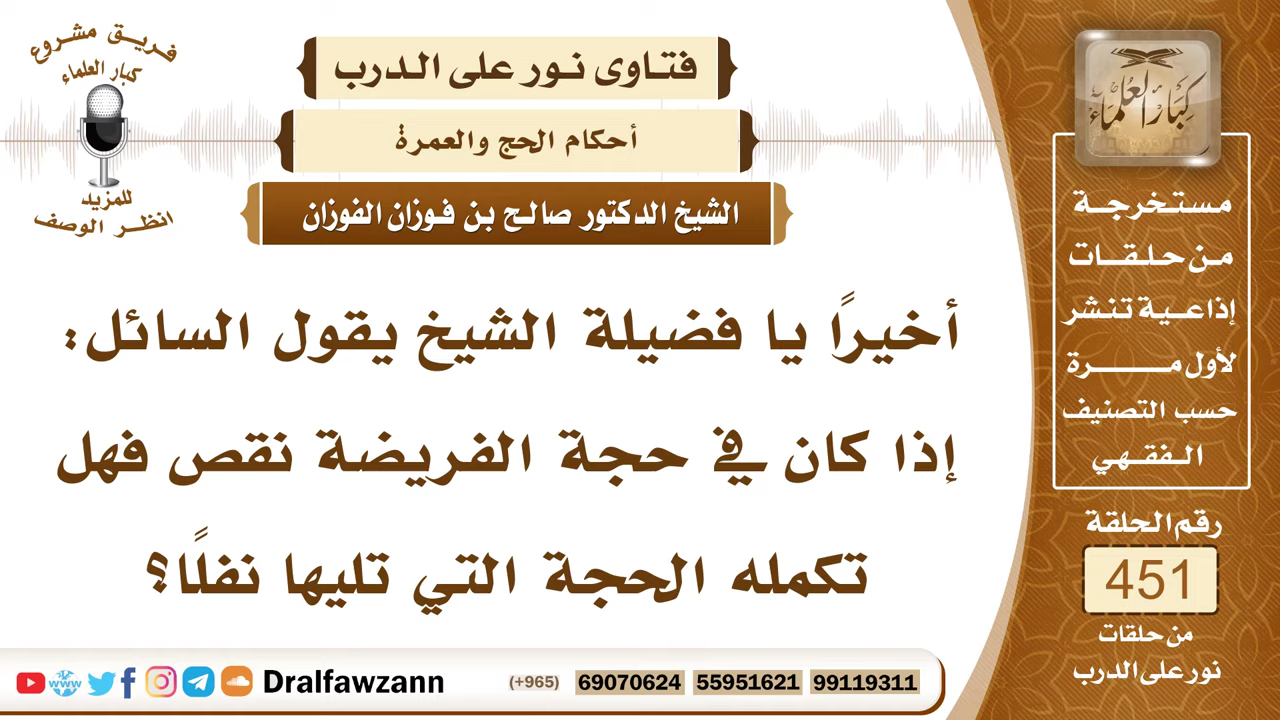 فريق مشروع
كبار العلماء
للمزيد
انظر الوصف
فتاوى نور على الدرب
أحكام الحج والعمرة
الشيخ الدكتور صالح بن فوزان الفوزان
أخيرًا يا فضيلة الشيخ يقول السائل:
إذا كان في حجة الفريضة نقص فهل
تكمله الحجة التي تليها نفلًا؟
كبار العلماء
مستخرجة
من حلقات
إذاعية تنشر
لأول مرة
حسب التصنيف
الفقهي
رقم الحلقة
451
من حلقات
نور على الدرب
www
Dralfawzann (+965) 69070624 55951621 99119311